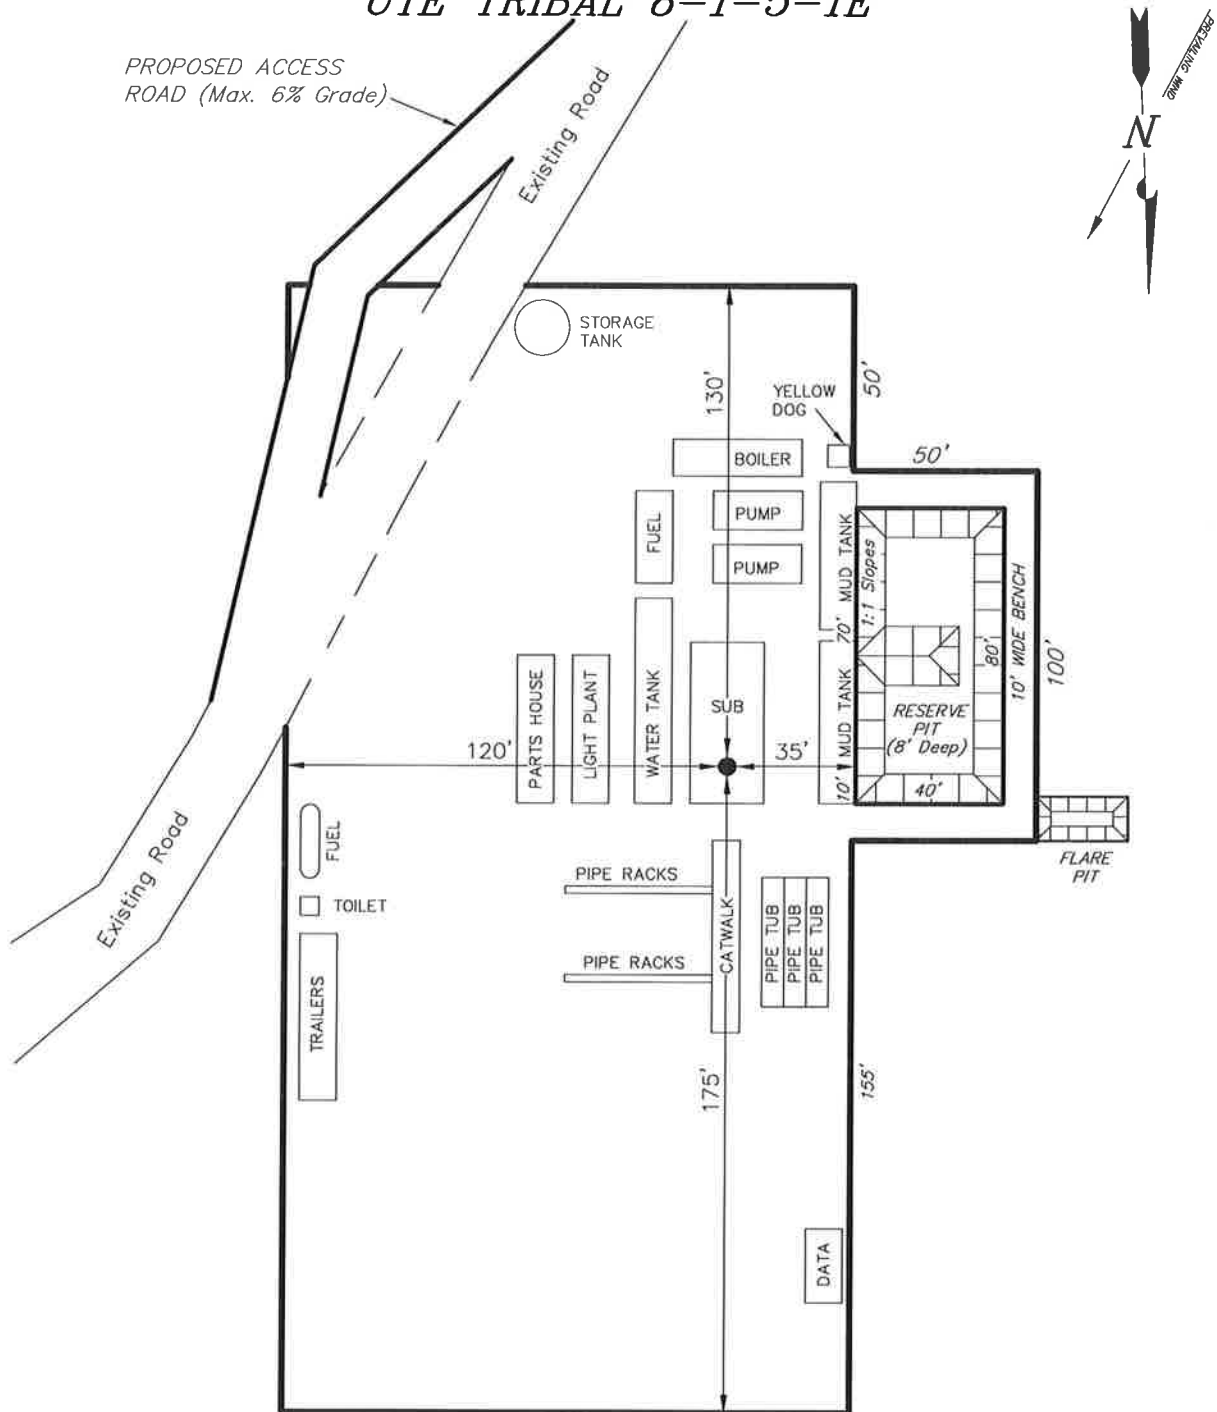 UTE TRIBAL 8-1-5-1E
PREVAILING WIND
PROPOSED ACCESS
ROAD (Max. 6% Grade)
N
Existing Road
STORAGE
TANK
130'
50'
YELLOW
DOG
50'
BOILER
FUEL
PUMP
PUMP
MUD TANK
1:1 Slopes
10' WIDE BENCH
70'
80'
100'
PARTS HOUSE
LIGHT PLANT
WATER TANK
SUB
MUD TANK
RESERVE
PIT
(8' Deep)
120'
35'
10'
40'
FUEL
Existing Road
FLARE
PIT
PIPE RACKS
TOILET
CATWALK
PIPE TUB
PIPE TUB
PIPE TUB
PIPE RACKS
TRAILERS
175'
155'
DATA